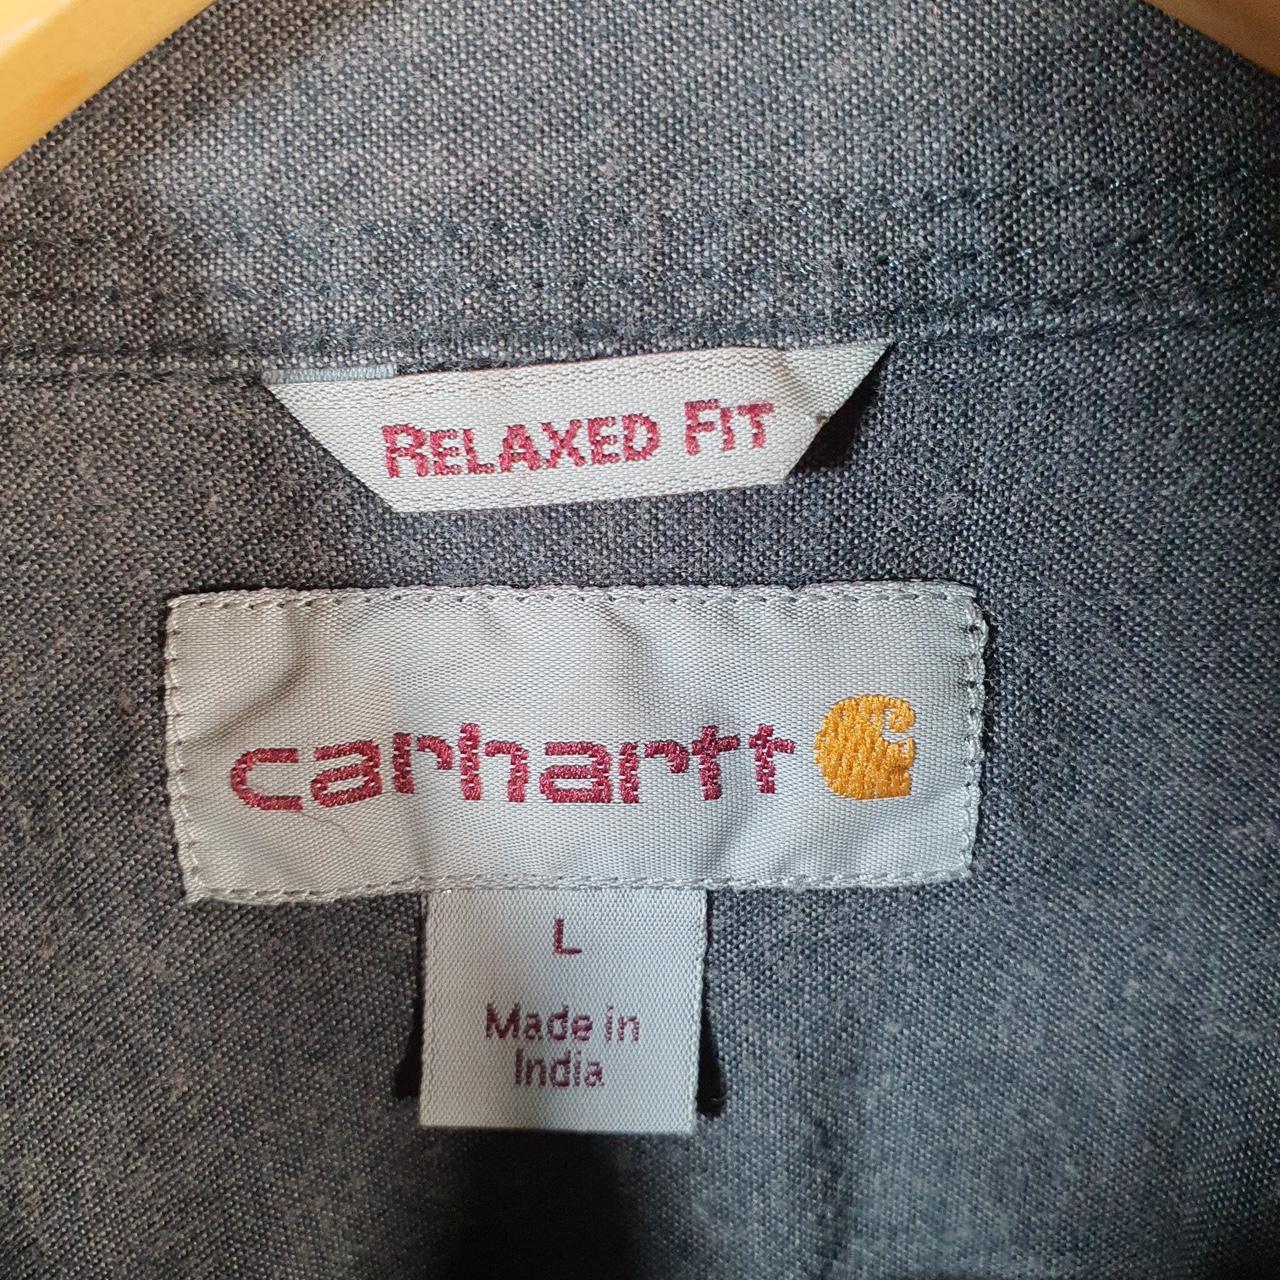 RELAXED FIT
carhartt
L
Made in
India